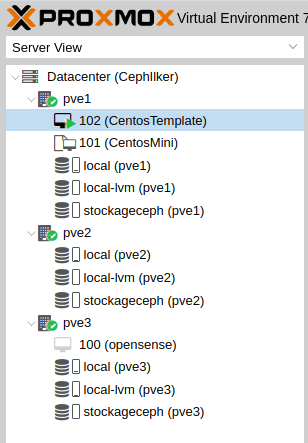 PROXMOX Virtual Environment 7
Server View
Datacenter (CephIlker)
pve1
102 (CentosTemplate)
101 (CentosMini)
local (pve1)
local-lvm (pve1)
stockageceph (pve1)
pve2
local (pve2)
local-lvm (pve2)
stockageceph (pve2)
pve3
100 (opensense)
local (pve3)
local-lvm (pve3)
stockageceph (pve3)